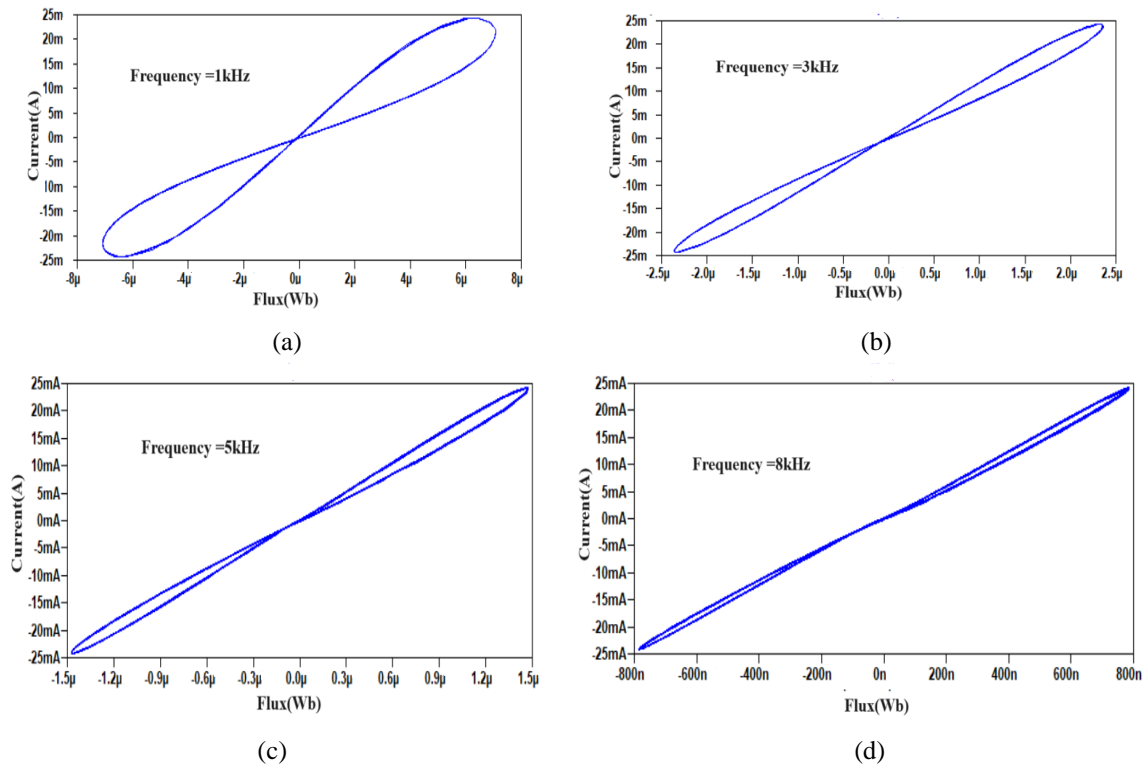 25m
20m
15m
10m
5m
0m
-5m
10m
-15m
-20m
-25m
Current(A)
Frequency =1kHz
-8µ -6µ -4µ -2µ 0µ 2µ 4µ 6µ 8µ
Flux(Wb)
(a)
25m
20m
15m
10m
5m
0m
-5m
10m
-15m
20m
-25m
Current(A)
Frequency =3kHz
-2.5µ -2.0µ -1.5µ -1.0µ -0.5µ 0.0µ 0.5µ 1.0µ 1.5µ 2.0µ 2.5µ
Flux(Wb)
(b)
25mA
20mA
15mA
10mA
5mA
0mA
-5mA
-10mA
-15mA
-20mA
-25mA
Current(A)
Frequency =5kHz
-1.5µ -1.2µ -0.9µ -0.6µ -0.3µ 0.0µ 0.3µ 0.6µ 0.9µ 1.2µ 1.5µ
Flux(Wb)
(c)
25mA
20mA
15mA
10mA
5mA
0mA
-5mA
-10mA
-15mA
-20mA
-25mA
Current(A)
Frequency =8kHz
-800n -600n -400n -200n 0n 200n 400n 600n 800n
Flux(Wb)
(d)